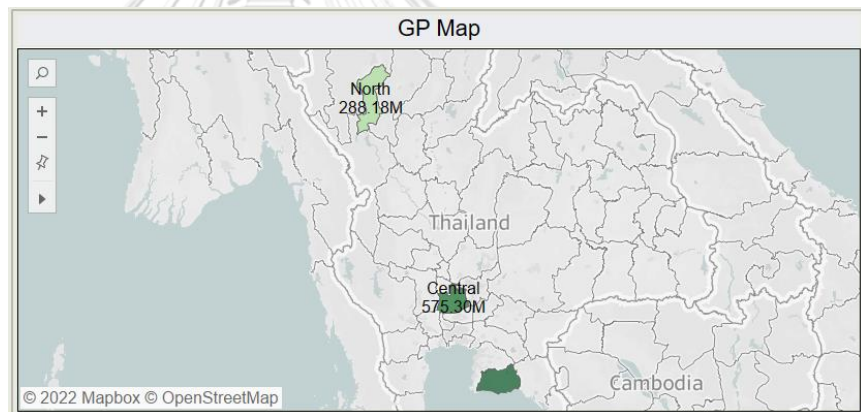 GP Map
North
288.18M
Thailand
Central
575.30M
Cambodia
© 2022 Mapbox © OpenStreetMap